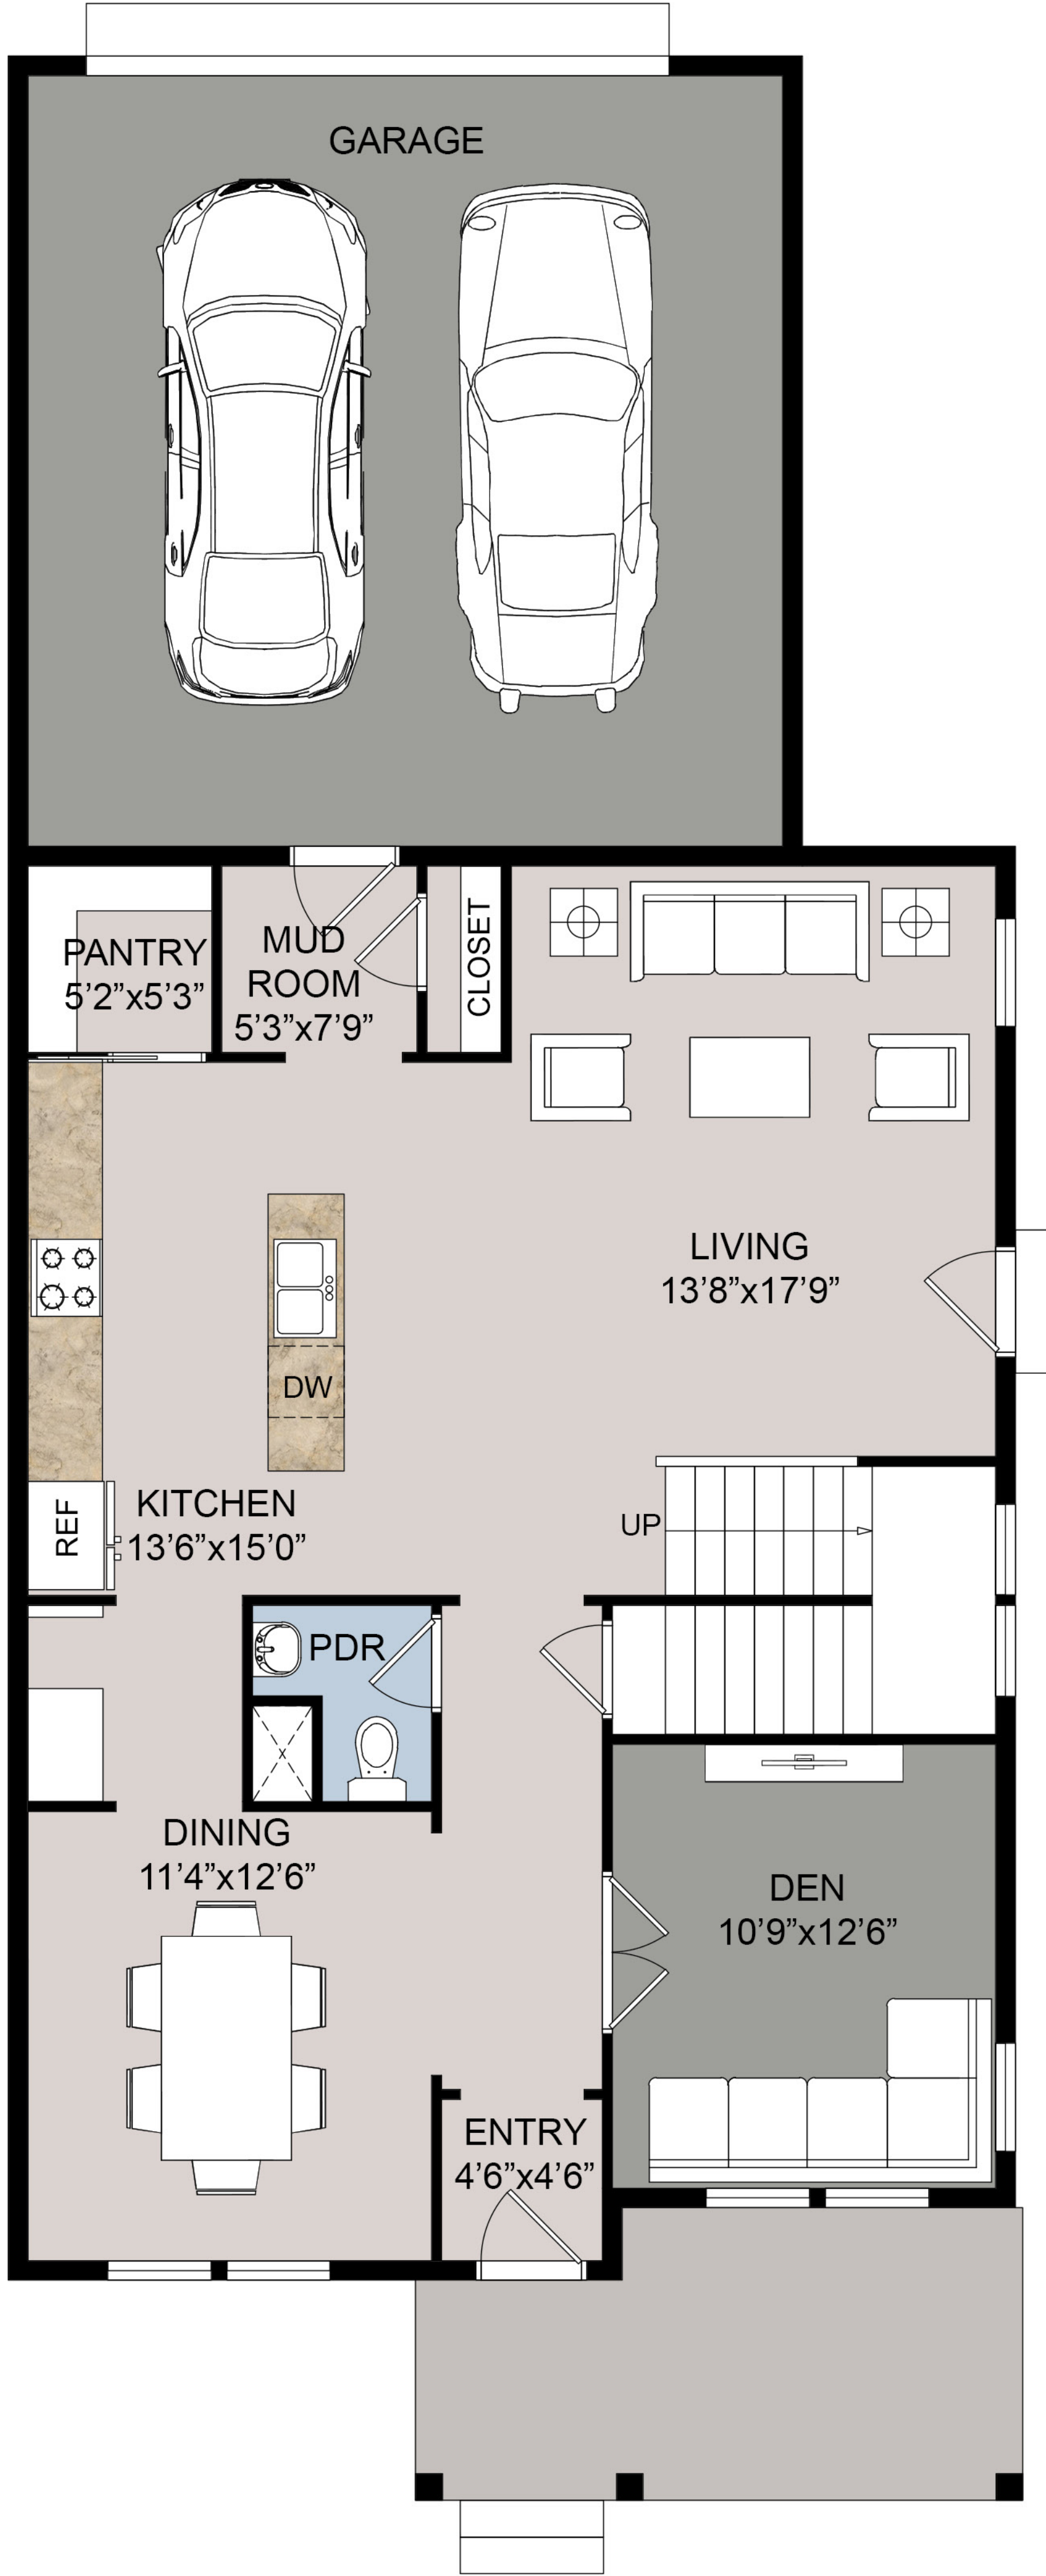 GARAGE
PANTRY
5'2"x5'3"
MUD
ROOM
5'3"x7'9"
CLOSET
LIVING
13'8"x17'9"
DW
REF
KITCHEN
13'6"x15'0"
UP
PDR
DINING
11'4"x12'6"
DEN
10'9"x12'6"
ENTRY
4'6"x4'6"